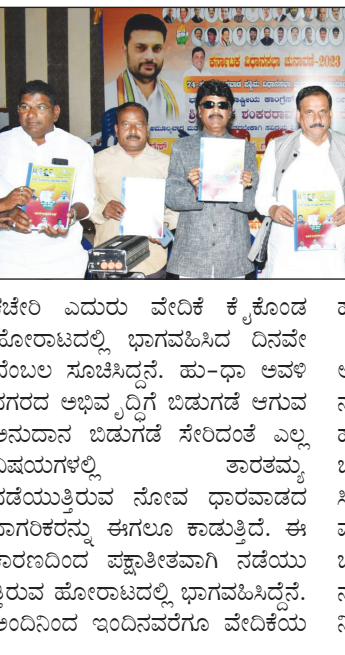 ಕರ್ನಾಟಕ ವಿಧಾನಸಭಾ ಚುನಾವಣೆ-2023
ಕಚೇರಿ ಎದುರು ವೇದಿಕೆ ಕೈಕೊಂಡ
ಹೋರಾಟದಲ್ಲಿ ಭಾಗವಹಿಸಿದ ದಿನವೇ
ಬೆಂಬಲ ಸೂಚಿಸಿದ್ದನೆ. ಹು-ಧಾ ಅವಳಿ
ನಗರದ ಅಭಿವೃದ್ಧಿಗೆ ಬಿಡುಗಡೆ ಆಗುವ
ಅನುದಾನ ಬಿಡುಗಡೆ ಸೇರಿದಂತೆ ಎಲ್ಲ
ವಿಷಯಗಳಲ್ಲಿ ತಾರತಮ್ಯ
ನಡೆಯುತ್ತಿರುವ ನೋವ ಧಾರವಾಡದ
ನಾಗರಿಕರನ್ನು ಈಗಲೂ ಕಾಡುತ್ತಿದೆ. ಈ
ಕಾರಣದಿಂದ ಪಕ್ಷಾತೀತವಾಗಿ ನಡೆಯು
ತ್ತಿರುವ ಹೋರಾಟದಲ್ಲಿ ಭಾಗವಹಿಸಿದ್ದೆನೆ.
ಅಂದಿನಿಂದ ಇಂದಿನವರೆಗೂ ವೇದಿಕೆಯ